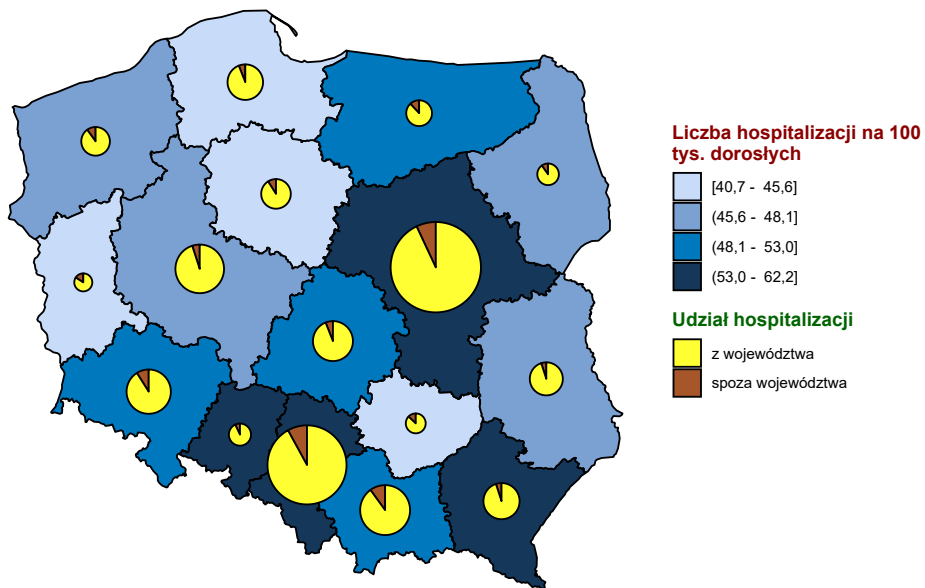 Liczba hospitalizacji na 100
tys. dorosłych
[40,7 - 45,6]
(45,6 - 48,1]
(48,1 - 53,0]
(53,0 - 62,2]
Udział hospitalizacji
z województwa
spoza województwa